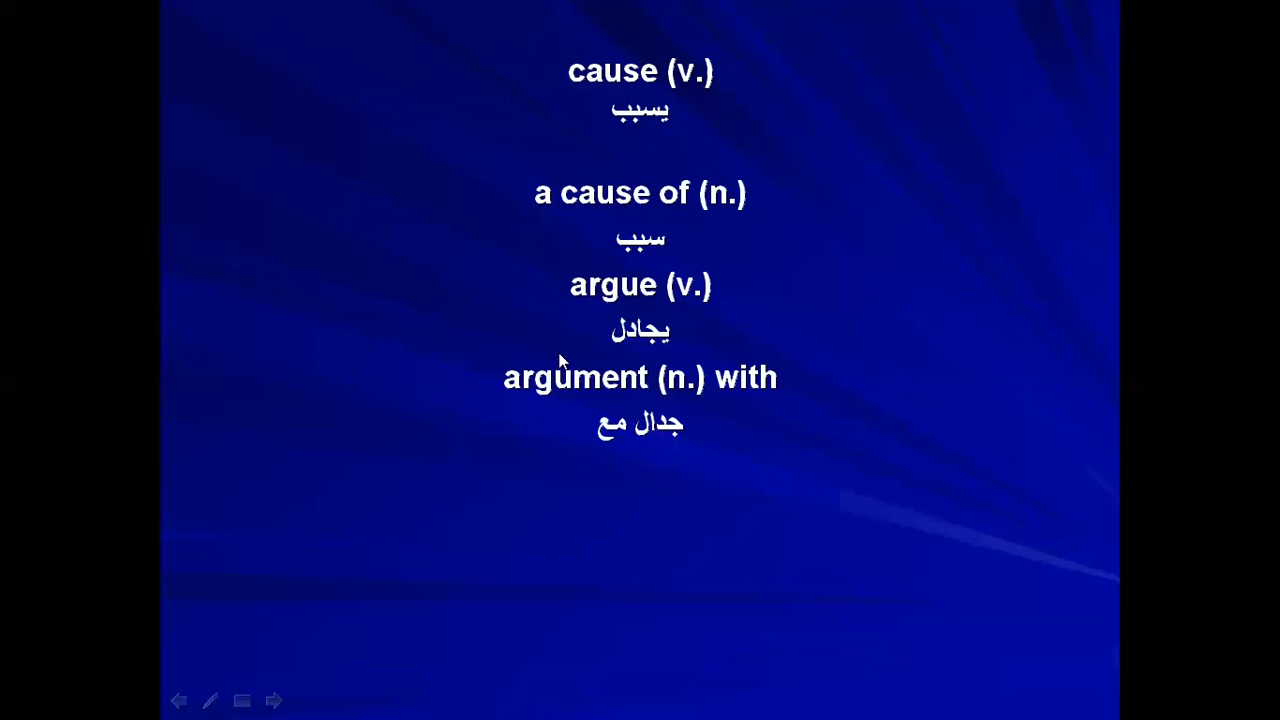 cause (v.)
يسبب
a cause of (n.)
سبب
argue (v.)
يجادل
argument (n.) with
جدال مع